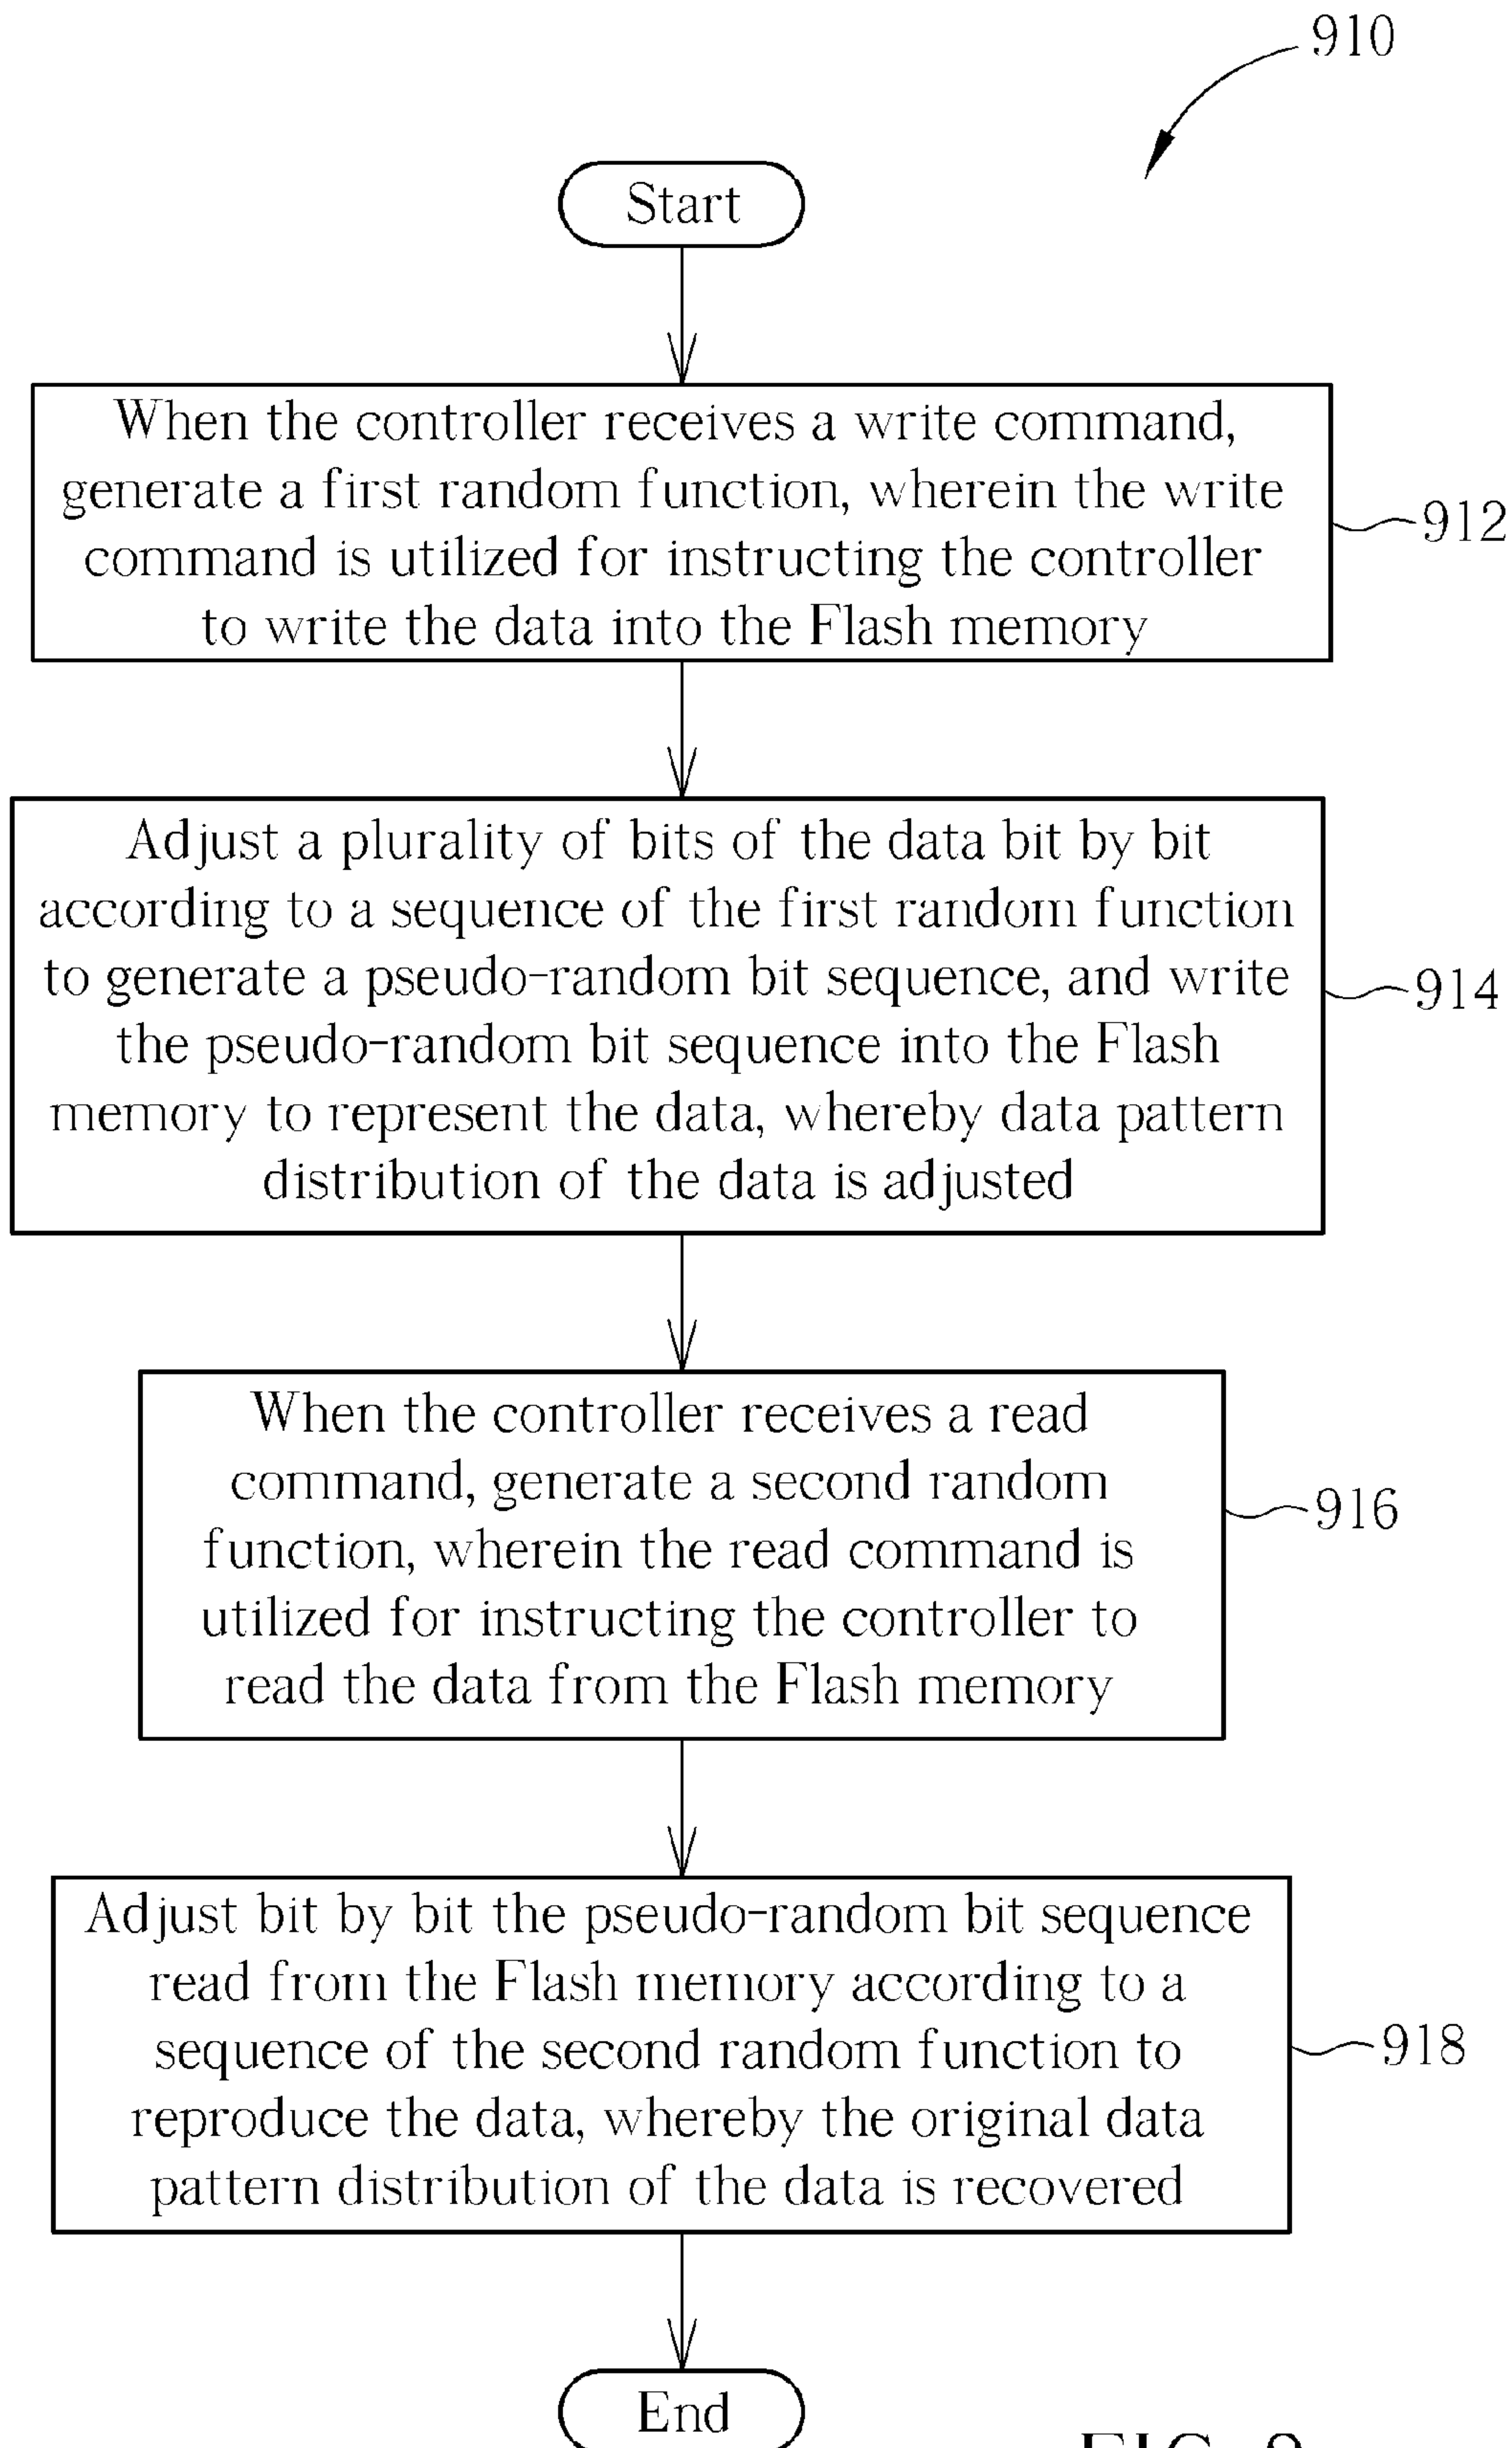 910
Start
When the controller receives a write command,
generate a first random function, wherein the write
command is utilized for instructing the controller
to write the data into the Flash memory
912
Adjust a plurality of bits of the data bit by bit
according to a sequence of the first random function
to generate a pseudo-random bit sequence, and write
the pseudo-random bit sequence into the Flash
memory to represent the data, whereby data pattern
distribution of the data is adjusted
914
When the controller receives a read
command, generate a second random
function, wherein the read command is
utilized for instructing the controller to
read the data from the Flash memory
916
Adjust bit by bit the pseudo-random bit sequence
read from the Flash memory according to a
sequence of the second random function to
reproduce the data, whereby the original data
pattern distribution of the data is recovered
918
End
FIG.